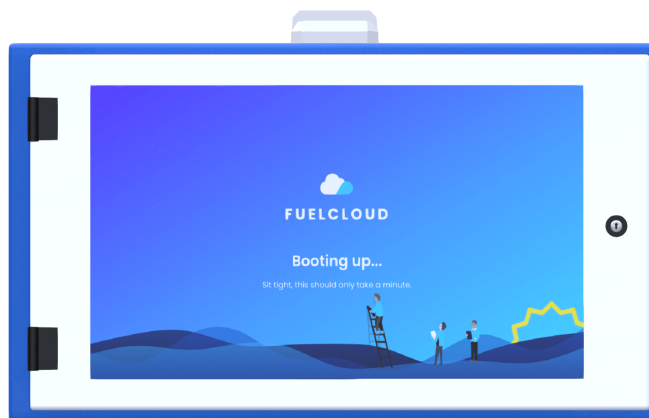 FUELCLOUD
Booting up...
Sit tight, this should only take a minute.